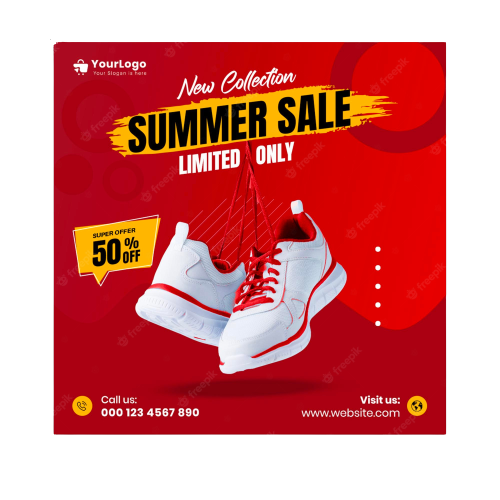 YourLogo
Your Slogan is here
New Collection
SUMMER SALE
LIMITED ONLY
SUPER OFFER
50% OFF
Call us:
000 123 4567 890
Visit us:
www.website.com
freepik